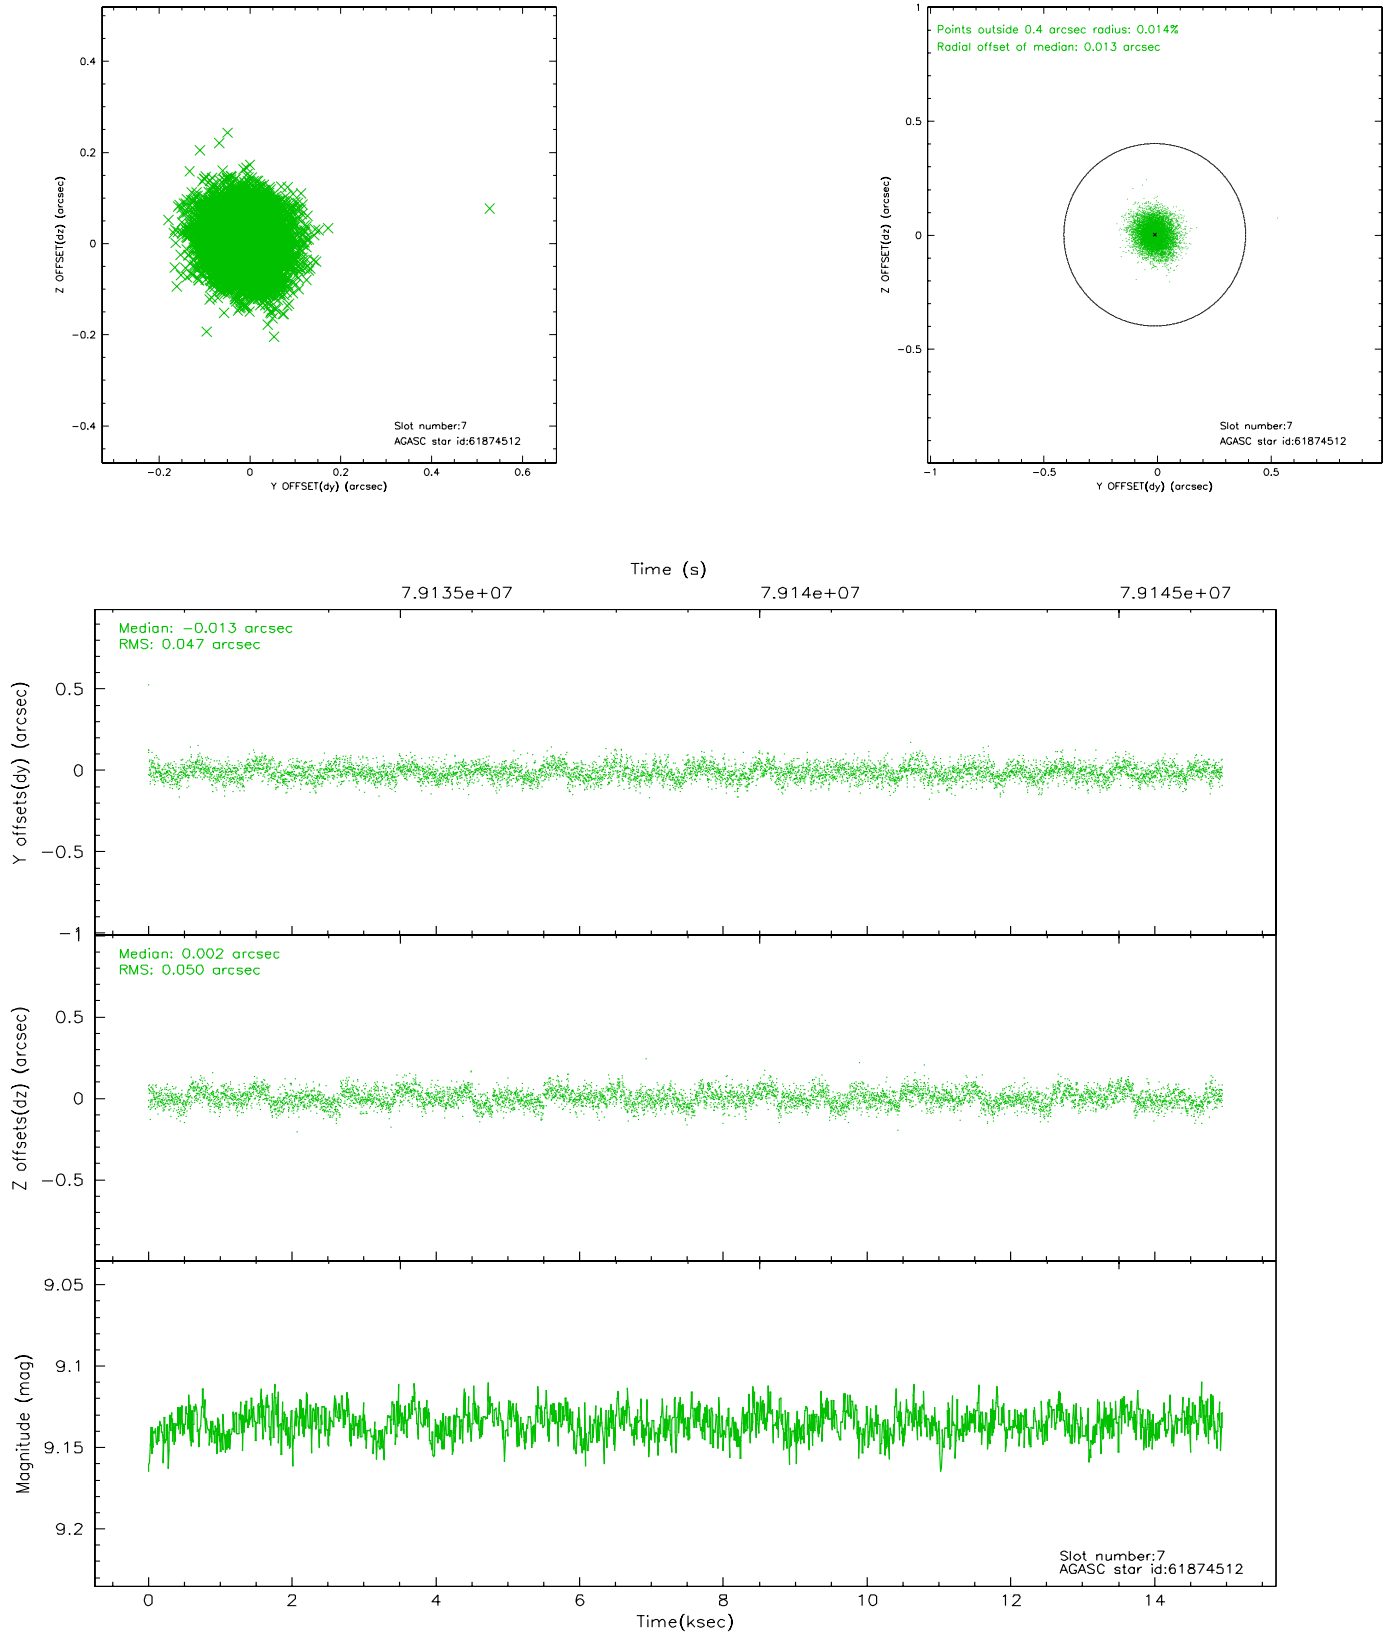 0.4
0.2
0
−0.2
−0.4
Z OFFSET(dz) (arcsec)
−0.2
0
0.2
0.4
0.6
Y OFFSET(dy) (arcsec)
Slot number:7
AGASC star id:61874512
Points outside 0.4 arcsec radius: 0.014%
Radial offset of median: 0.013 arcsec
1
0.5
0
−0.5
Z OFFSET(dz) (arcsec)
−1
−0.5
0
0.5
Y OFFSET(dy) (arcsec)
Slot number:7
AGASC star id:61874512
Time (s)
7.9135e+07
7.914e+07
7.9145e+07
Median: −0.013 arcsec
RMS: 0.047 arcsec
0.5
0
−0.5
−1
Y offsets(dy) (arcsec)
Median: 0.002 arcsec
RMS: 0.050 arcsec
0.5
0
−0.5
Z offsets(dz) (arcsec)
9.05
9.1
9.15
9.2
Magnitude (mag)
Slot number:7
AGASC star id:61874512
0
2
4
6
8
10
12
14
Time(ksec)